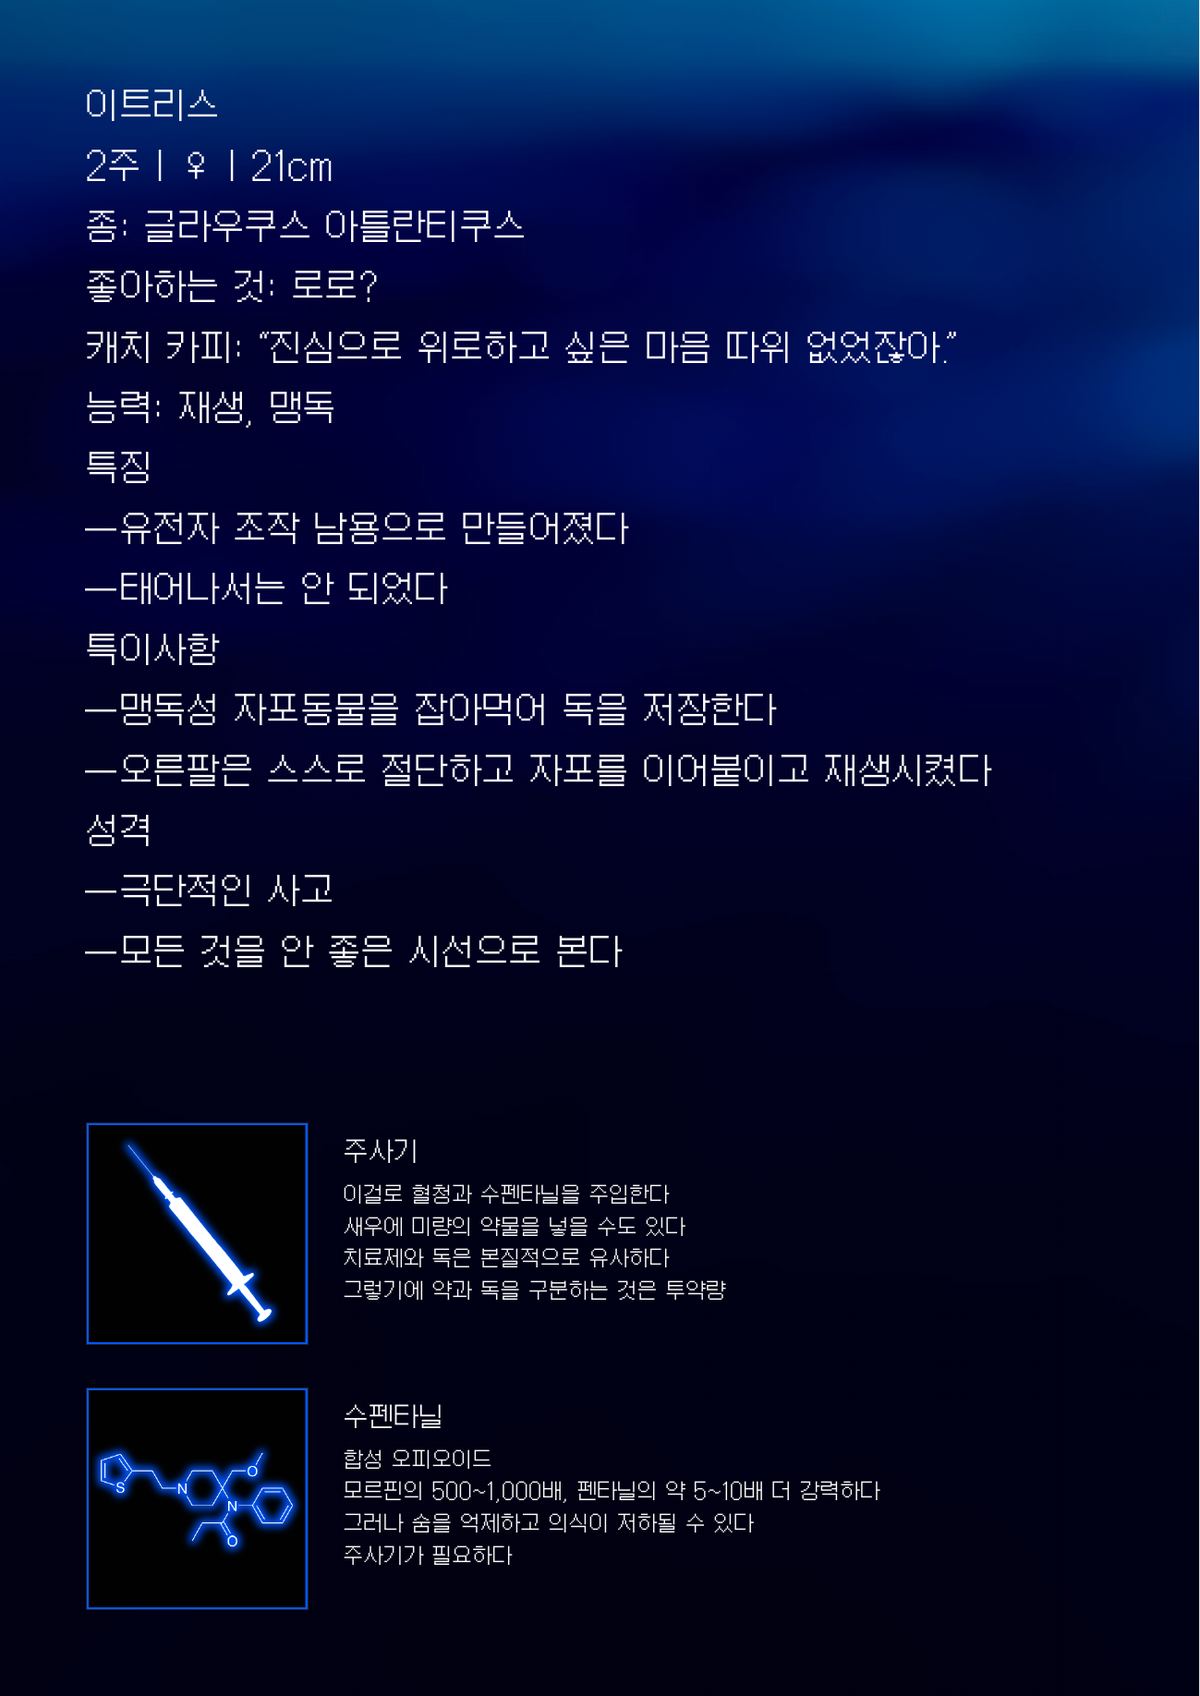 이트리스
2주 | ♀ | 21cm
종: 글라우쿠스 아틀란티쿠스
좋아하는 것: 로로?
캐치 카피: “진심으로 위로하고 싶은 마음 따위 없었잖아.”
능력: 재생, 맹독
특징
—유전자 조작 남용으로 만들어졌다
—태어나서는 안 되었다
특이사항
—맹독성 자포동물을 잡아먹어 독을 저장한다
—오른팔은 스스로 절단하고 자포를 이어붙이고 재생시켰다
성격
—극단적인 사고
—모든 것을 안 좋은 시선으로 본다
주사기
이걸로 혈청과 수펜타닐을 주입한다
새우에 미량의 약물을 넣을 수도 있다
치료제와 독은 본질적으로 유사하다
그렇기에 약과 독을 구분하는 것은 투약량
수펜타닐
합성 오피오이드
모르핀의 500~1,000배, 펜타닐의 약 5~10배 더 강력하다
그러나 숨을 억제하고 의식이 저하될 수 있다
주사기가 필요하다
S
N
O
N
O